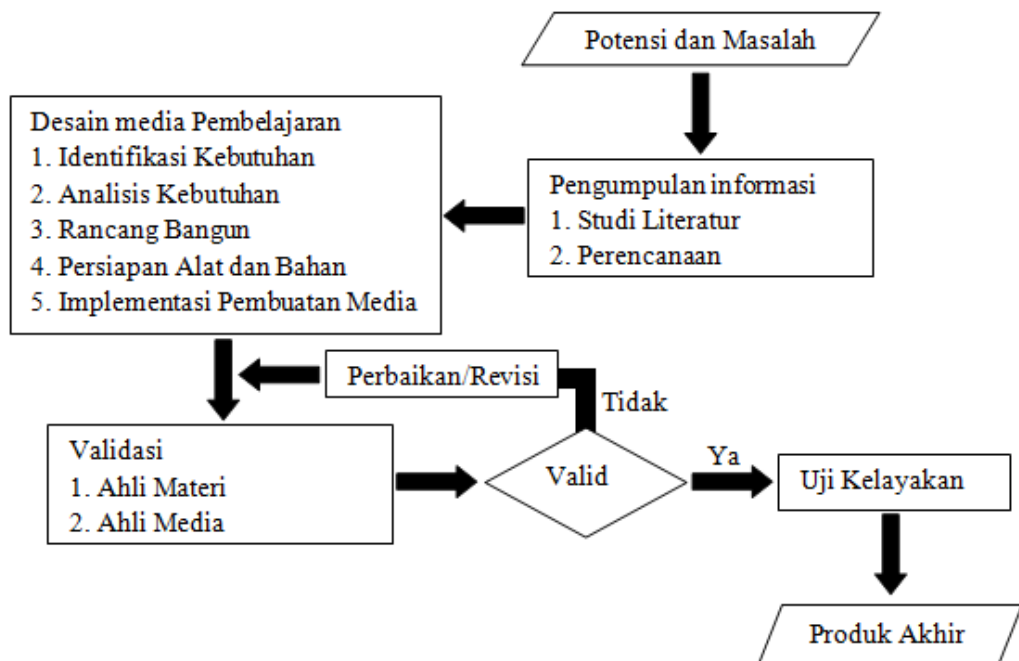 Potensi dan Masalah
Pengumpulan informasi
1. Studi Literatur
2. Perencanaan
Desain media Pembelajaran
1. Identifikasi Kebutuhan
2. Analisis Kebutuhan
3. Rancang Bangun
4. Persiapan Alat dan Bahan
5. Implementasi Pembuatan Media
Perbaikan/Revisi
Tidak
Validasi
1. Ahli Materi
2. Ahli Media
Valid
Ya
Uji Kelayakan
Produk Akhir